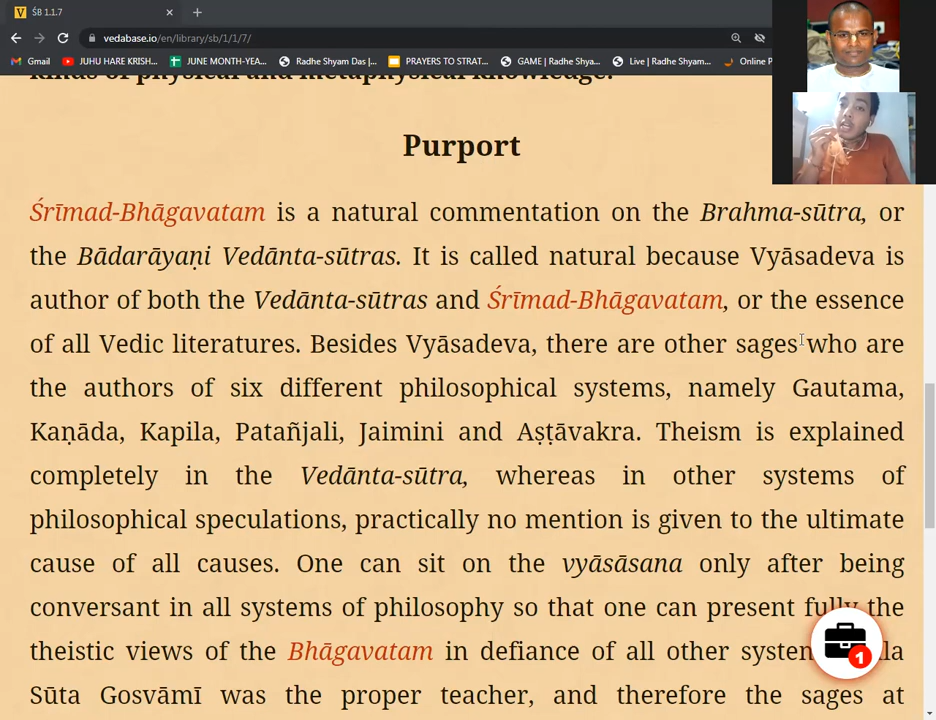 ŚB 1.1.7
vedabase.io/en/library/sb/1/1/7/
Gmail
JUHU HARE KRISH...
JUNE MONTH-YEA...
Radhe Shyam Das |...
PRAYERS TO STRAT...
GAME | Radhe Shya...
Live | Radhe Shyam...
Online P
kinds of physical and metaphysical knowledge.
Purport
Śrīmad-Bhāgavatam is a natural commentation on the Brahma-sūtra, or
the Bādarāyaṇi Vedānta-sūtras. It is called natural because Vyāsadeva is
author of both the Vedānta-sūtras and Śrīmad-Bhāgavatam, or the essence
of all Vedic literatures. Besides Vyāsadeva, there are other sages who are
the authors of six different philosophical systems, namely Gautama,
Kaṇāda, Kapila, Patañjali, Jaimini and Aṣṭāvakra. Theism is explained
completely in the Vedānta-sūtra, whereas in other systems of
philosophical speculations, practically no mention is given to the ultimate
cause of all causes. One can sit on the vyāsāsana only after being
conversant in all systems of philosophy so that one can present fully the
theistic views of the Bhāgavatam in defiance of all other system la
Sūta Gosvāmī was the proper teacher, and therefore the sages at
1